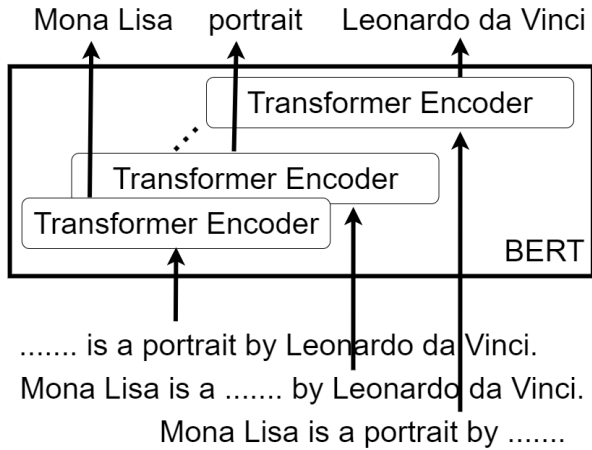 Mona Lisa portrait Leonardo da Vinci
Transformer Encoder
Transformer Encoder
Transformer Encoder
BERT
....... is a portrait by Leonardo da Vinci.
Mona Lisa is a ....... by Leonardo da Vinci.
Mona Lisa is a portrait by .......